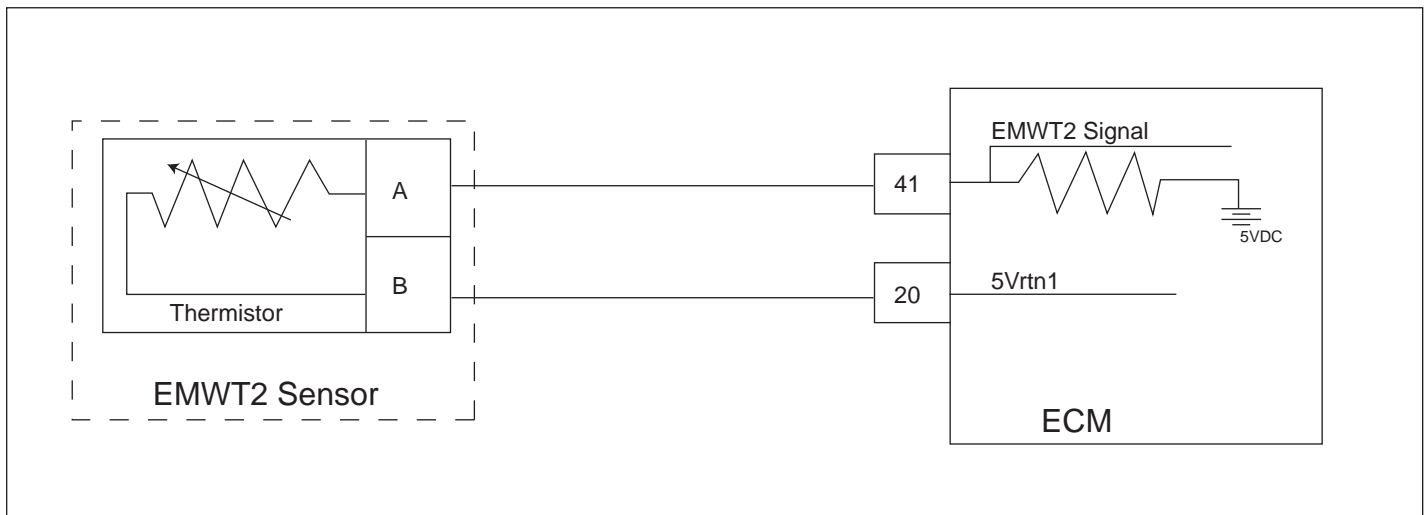 EMWT2 Signal
A
41
5VDC
B
20
5Vrtn1
Thermistor
EMWT2 Sensor
ECM